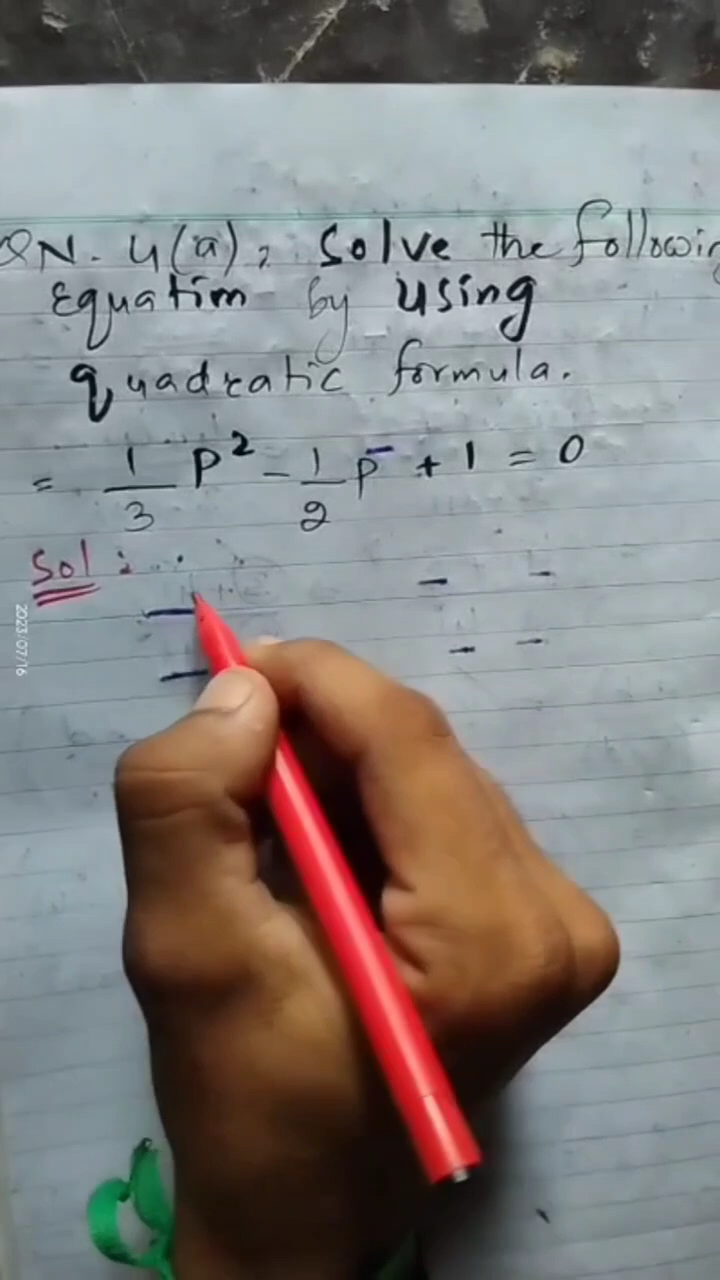 QN. 4(a), Solve the following
Equation by using
quadratic formula.
= 1/3 P² - 1/2 P + 1 = 0
Sol :
2023/07/16